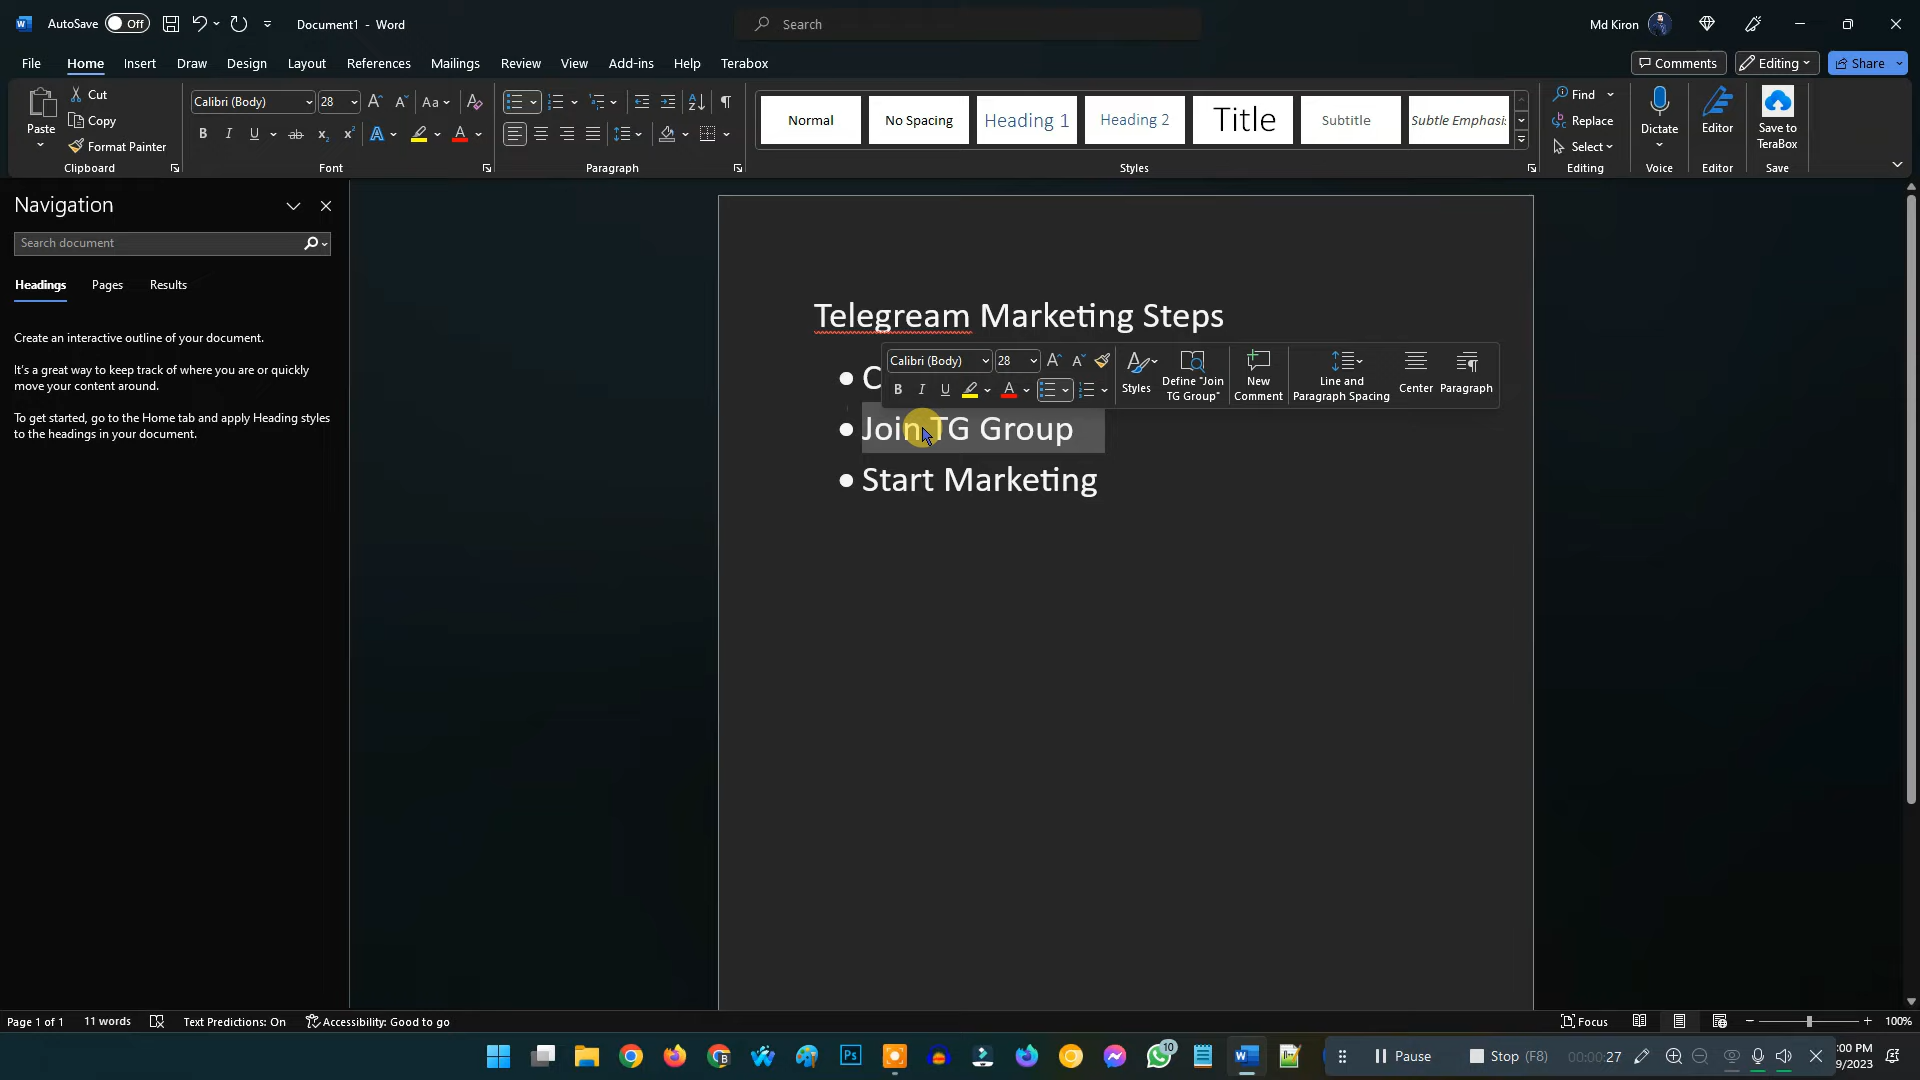 AutoSave Off Document1 - Word Search Md Kiron
File Home Insert Draw Design Layout References Mailings Review View Add-ins Help Terabox Comments Editing Share
Cut
Copy
Format Painter
Paste
Clipboard
Calibri (Body) 28
Font
Paragraph
Normal No Spacing Heading 1 Heading 2 Title Subtitle Subtle Emphasi
Styles
Find
Replace
Select
Editing
Dictate
Voice
Editor
Editor
Save to
TeraBox
Save
Navigation
Search document
Headings Pages Results
Create an interactive outline of your document.
It's a great way to keep track of where you are or quickly
move your content around.
To get started, go to the Home tab and apply Heading styles
to the headings in your document.
Telegream Marketing Steps
C
Calibri (Body) 28
Styles
Define "Join
TG Group"
New
Comment
Line and
Paragraph Spacing
Center
Paragraph
Join TG Group
Start Marketing
Page 1 of 1 11 words Text Predictions: On Accessibility: Good to go Focus 100%
10
Pause Stop (F8) 00:00:27
:00 PM
9/2023